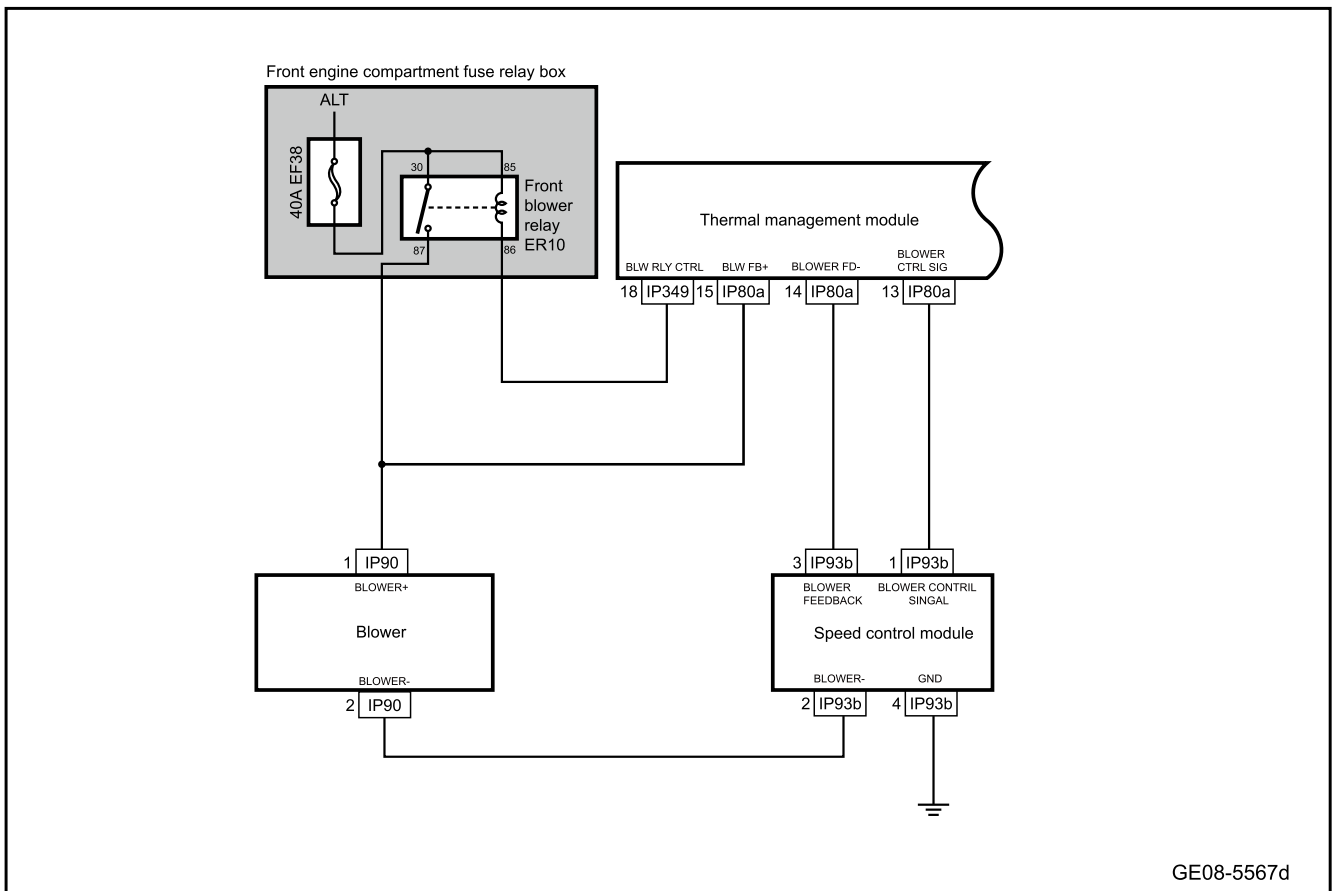 Front engine compartment fuse relay box
ALT
40A EF38
30
85
Front
blower
relay
ER10
87
86
Thermal management module
BLW RLY CTRL
BLW FB+
BLOWER FD-
BLOWER
CTRL SIG
18 IP349
15 IP80a
14 IP80a
13 IP80a
1 IP90
BLOWER+
Blower
BLOWER-
2 IP90
3 IP93b
1 IP93b
BLOWER
FEEDBACK
BLOWER CONTRIL
SINGAL
Speed control module
BLOWER-
GND
2 IP93b
4 IP93b
GE08-5567d